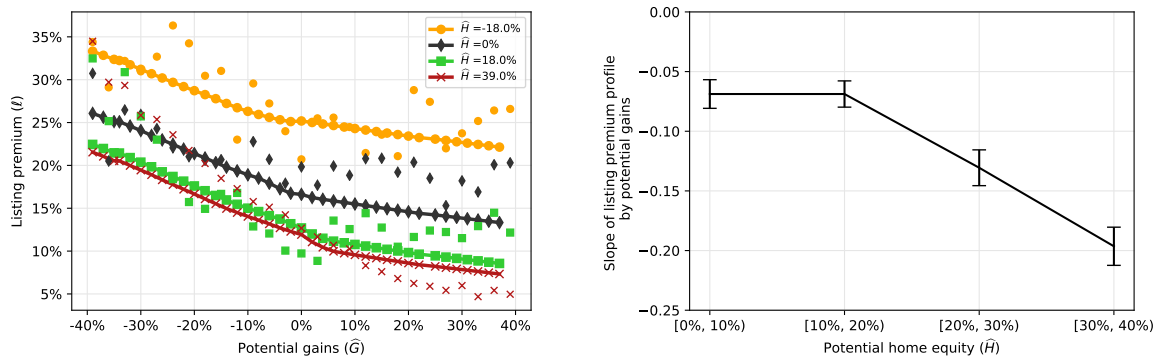 35%
30%
25%
20%
15%
10%
5%
Listing premium (ℓ)
-40% -30% -20% -10% 0% 10% 20% 30% 40%
Potential gains (Ĝ)
Ĥ =-18.0%
Ĥ =0%
Ĥ =18.0%
Ĥ =39.0%
0.00
−0.05
−0.10
−0.15
−0.20
−0.25
Slope of listing premium profile
by potential gains
[0%, 10%) [10%, 20%) [20%, 30%) [30%, 40%)
Potential home equity (Ĥ)